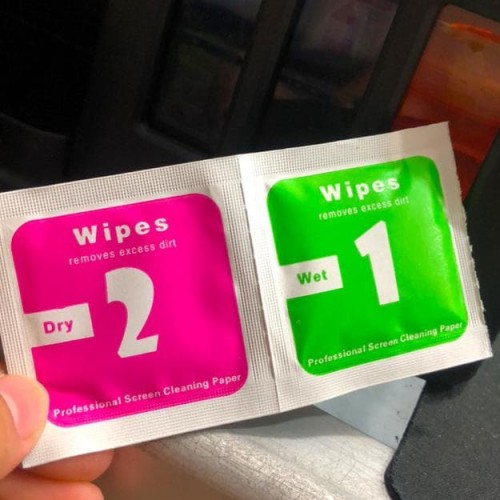 Wipes
removes excess dirt
2
Dry
Professional Screen Cleaning Paper
Wipes
removes excess dirt
1
Wet
Professional Screen Cleaning Paper